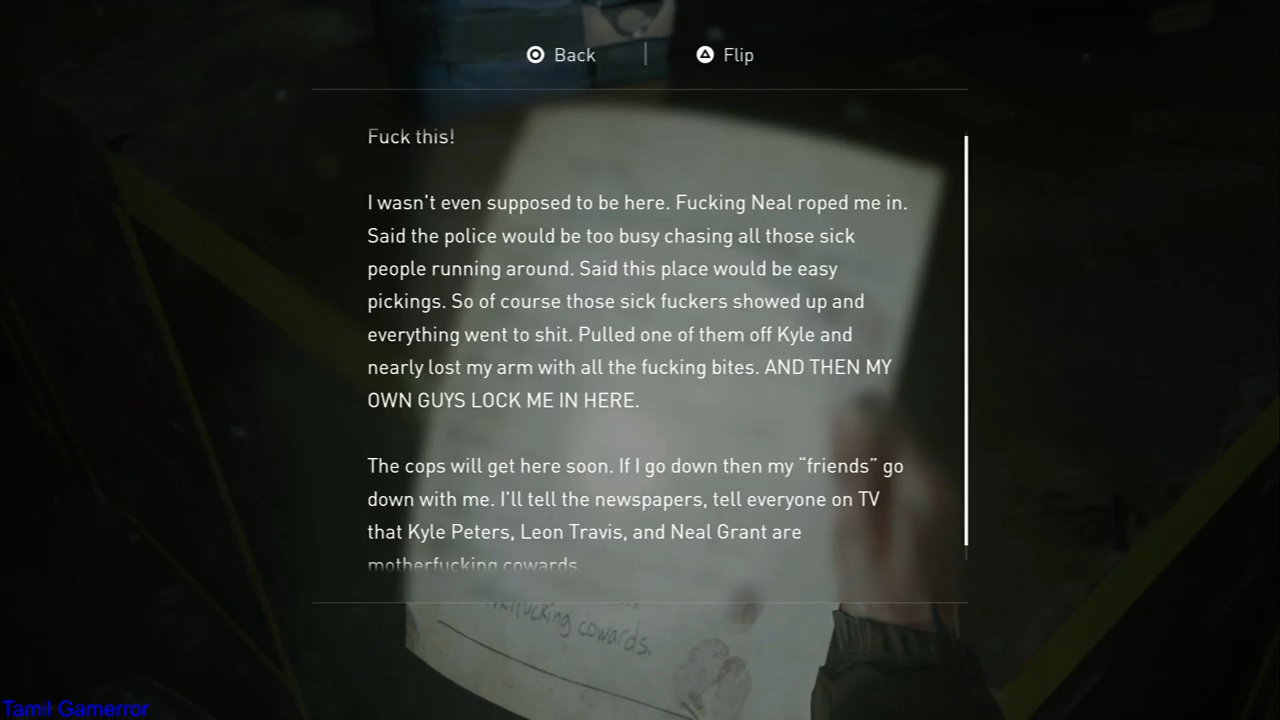 Back | Flip
Fuck this!
I wasn't even supposed to be here. Fucking Neal roped me in.
Said the police would be too busy chasing all those sick
people running around. Said this place would be easy
pickings. So of course those sick fuckers showed up and
everything went to shit. Pulled one of them off Kyle and
nearly lost my arm with all the fucking bites. AND THEN MY
OWN GUYS LOCK ME IN HERE.
The cops will get here soon. If I go down then my “friends” go
down with me. I'll tell the newspapers, tell everyone on TV
that Kyle Peters, Leon Travis, and Neal Grant are
motherfucking cowards
cowards.
Tamil Gamerror